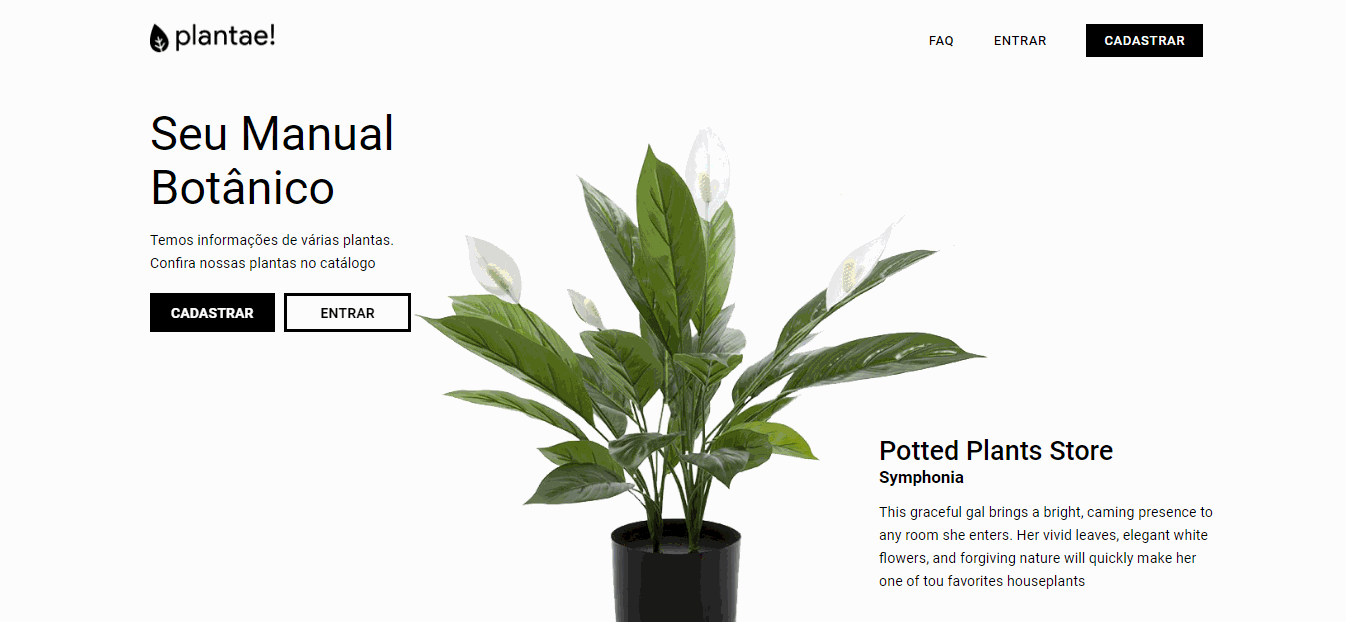 plantae!
FAQ
ENTRAR
CADASTRAR
Seu Manual
Botânico
Temos informações de várias plantas.
Confira nossas plantas no catálogo
CADASTRAR
ENTRAR
Potted Plants Store
Symphonia
This graceful gal brings a bright, caming presence to
any room she enters. Her vivid leaves, elegant white
flowers, and forgiving nature will quickly make her
one of tou favorites houseplants